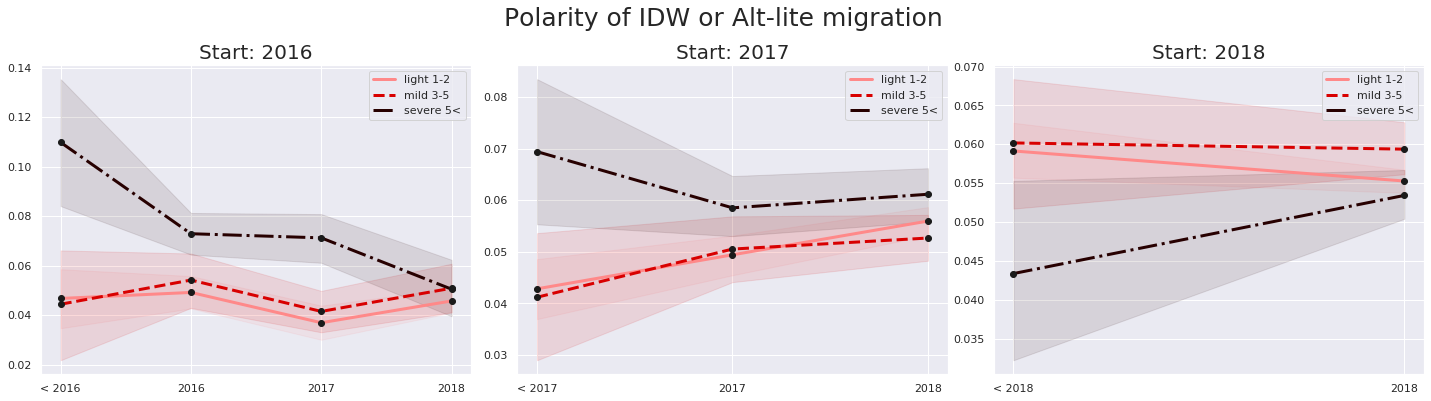 Polarity of IDW or Alt-lite migration
Start: 2016
0.14
0.12
0.10
0.08
0.06
0.04
0.02
< 2016
2016
2017
2018
light 1-2
mild 3-5
severe 5<
Start: 2017
0.08
0.07
0.06
0.05
0.04
0.03
< 2017
2017
2018
light 1-2
mild 3-5
severe 5<
Start: 2018
0.070
0.065
0.060
0.055
0.050
0.045
0.040
0.035
< 2018
2018
light 1-2
mild 3-5
severe 5<